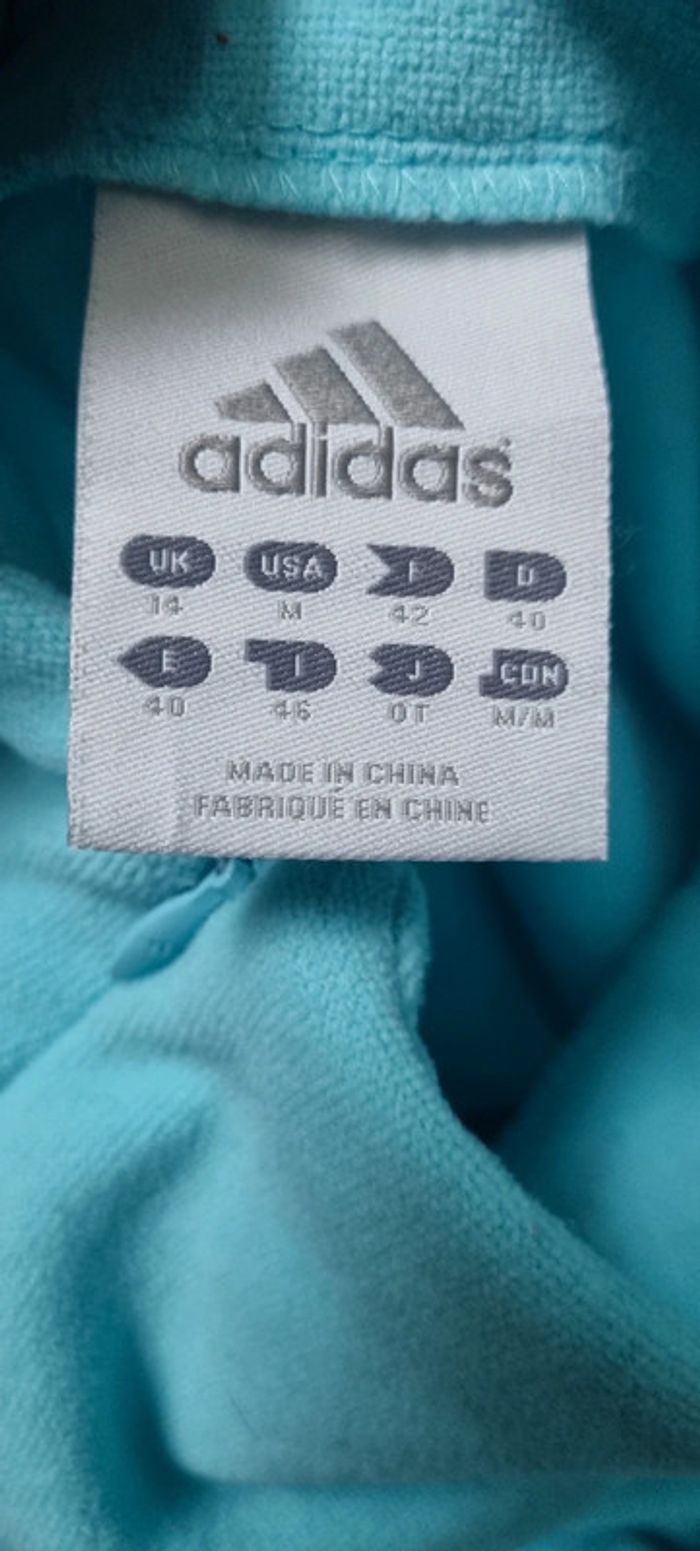 adidas
UK USA F D
14 M 42 40
E I J CDN
40 46 OT M/M
MADE IN CHINA
FABRIQUÉ EN CHINE